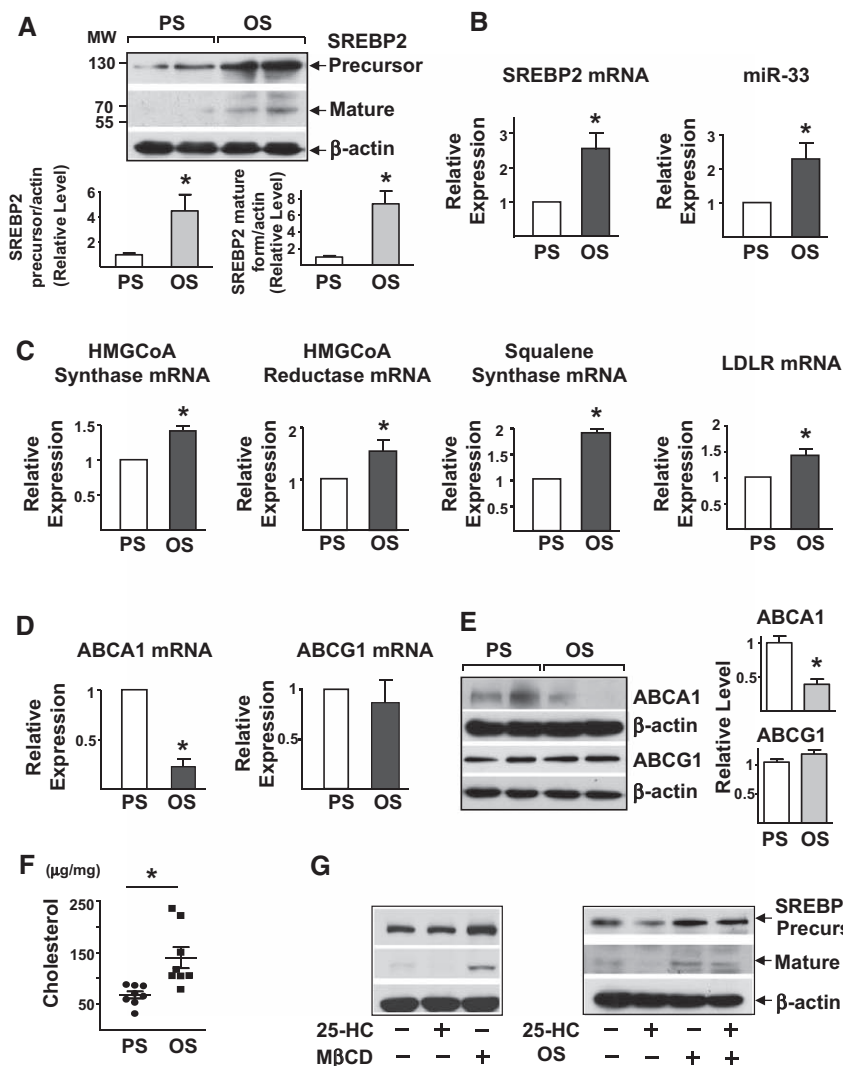 A
PS OS
MW
SREBP2
130
Precursor
70
Mature
55
β-actin
SREBP2 precursor/actin (Relative Level)
6
4
2
*
PS OS
SREBP2 mature form/actin (Relative Level)
8
6
4
2
*
PS OS
B
SREBP2 mRNA
Relative Expression
3
2
1
*
PS OS
miR-33
Relative Expression
3
2
1
*
PS OS
C
HMGCoA
Synthase mRNA
Relative Expression
1.5
1
0.5
*
PS OS
HMGCoA
Reductase mRNA
Relative Expression
2
1
*
PS OS
Squalene
Synthase mRNA
Relative Expression
2
1.5
1
0.5
*
PS OS
LDLR mRNA
Relative Expression
2
1.5
1
0.5
*
PS OS
D
ABCA1 mRNA
Relative Expression
1
0.5
*
PS OS
ABCG1 mRNA
Relative Expression
1
0.5
PS OS
E
PS OS
ABCA1
β-actin
ABCG1
β-actin
Relative Level
ABCA1
1
0.5
*
ABCG1
1
0.5
PS OS
F
(μg/mg)
*
Cholesterol
250
150
50
PS OS
G
25-HC − + −
MβCD − − +
SREBP
Precurs
Mature
β-actin
25-HC − + − +
OS − − + +